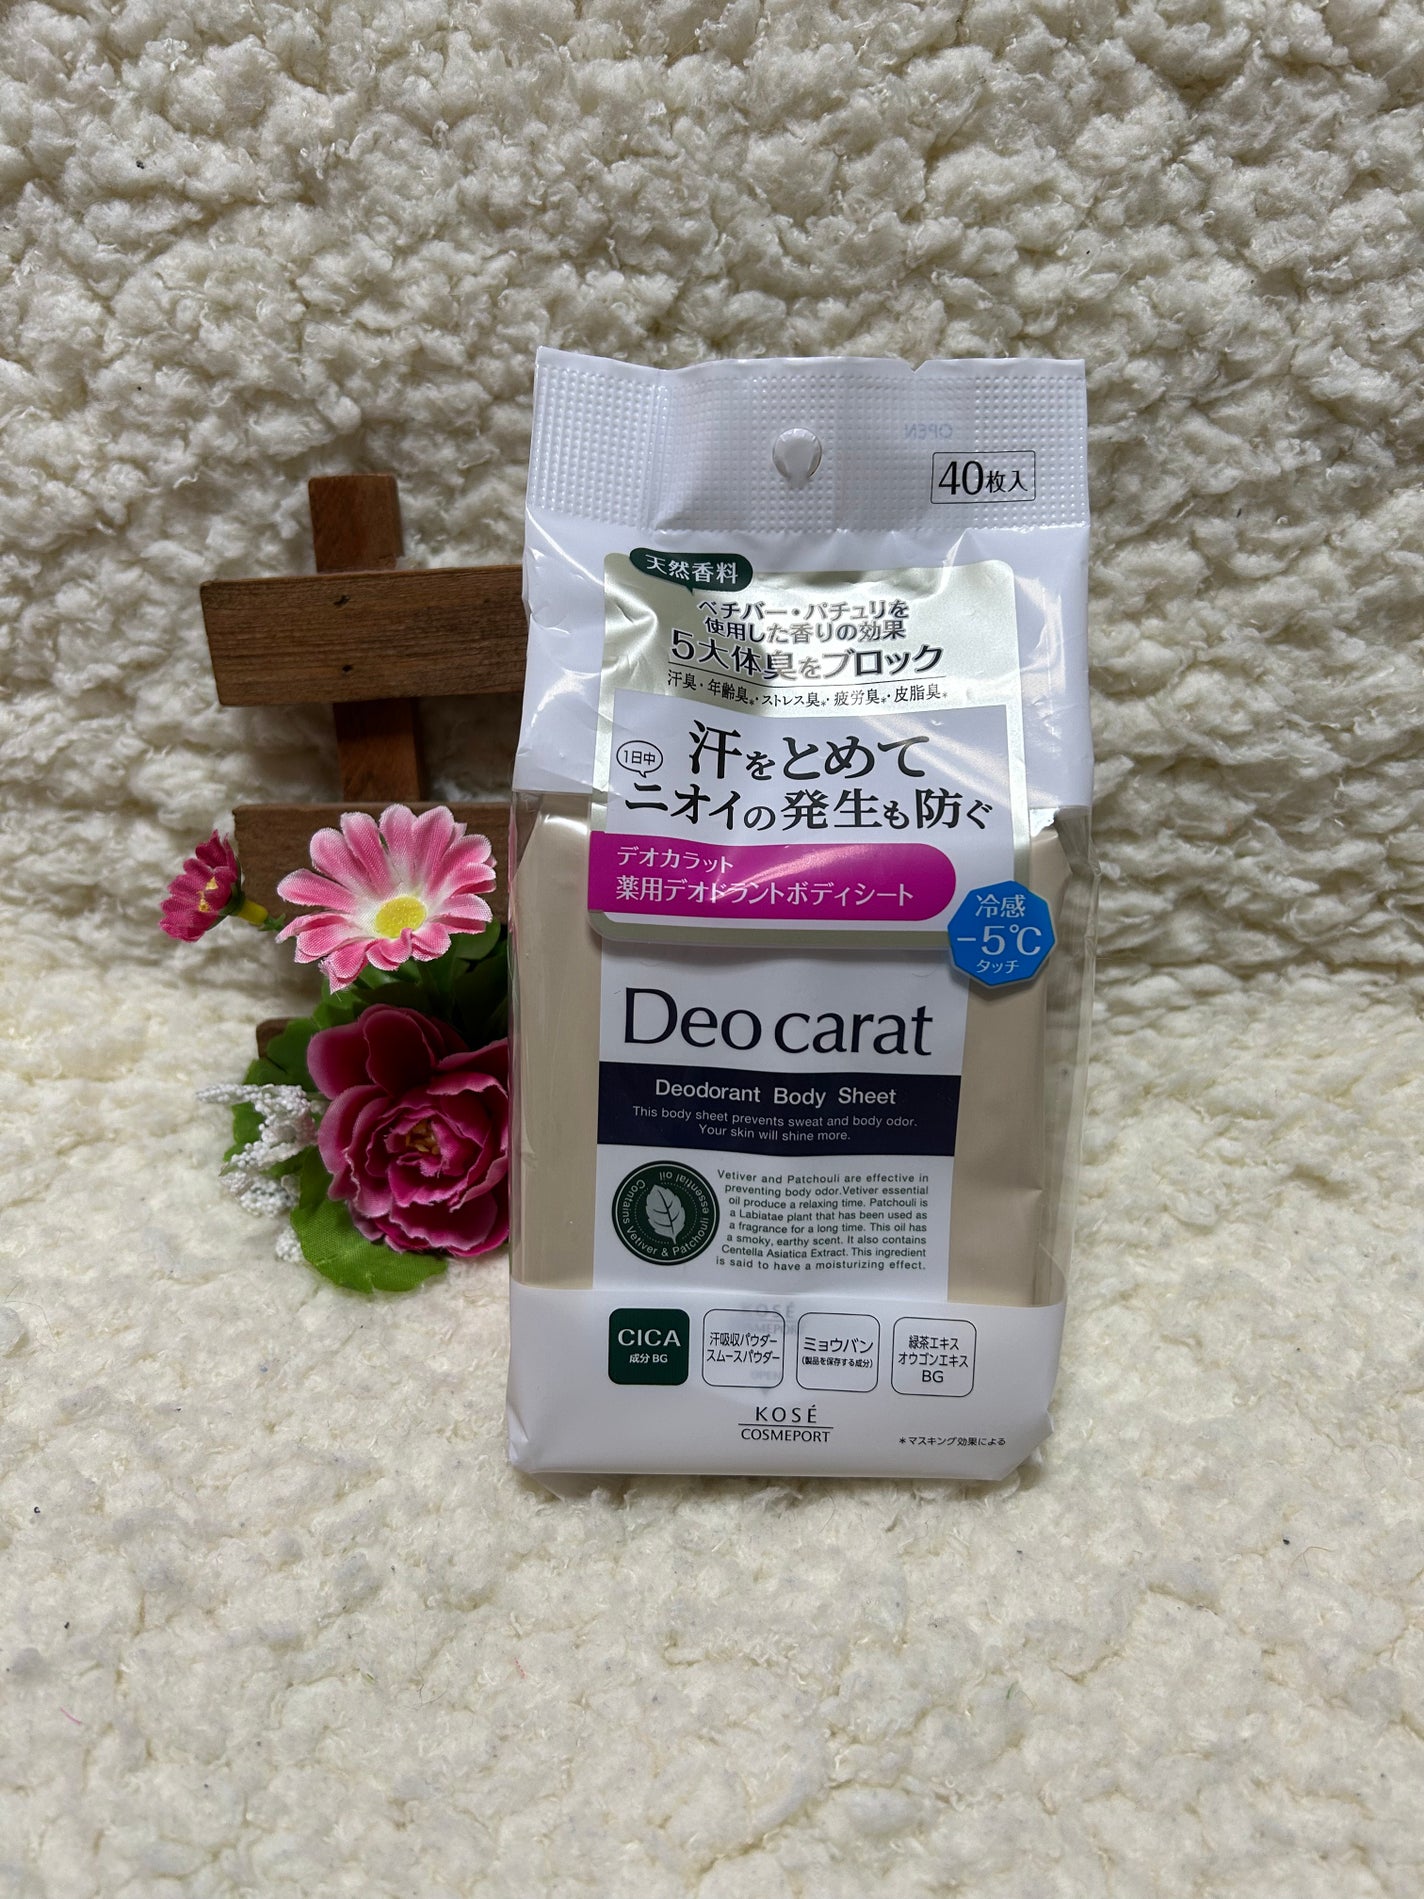 OPEN
40枚入
天然香料
ベチバー・パチュリを
使用した香りの効果
5大体臭をブロック
汗臭・年齢臭*・ストレス臭*・疲労臭*・皮脂臭*
1日中
汗をとめて
ニオイの発生も防ぐ
デオカラット
薬用デオドラントボディシート
冷感
-5℃
タッチ
Deo carat
Deodorant Body Sheet
This body sheet prevents sweat and body odor.
Your skin will shine more.
Contains Vetiver & Patchouli essential oil
Vetiver and Patchouli are effective in
preventing body odor.Vetiver essential
oil produce a relaxing time. Patchouli is
a Labiatae plant that has been used as
a fragrance for a long time. This oil has
a smoky, earthy scent. It also contains
Centella Asiatica Extract. This ingredient
is said to have a moisturizing effect.
CICA
成分 BG
汗吸収パウダー
スムースパウダー
ミョウバン
(製品を保存する成分)
緑茶エキス
オウゴンエキス
BG
KOSÉ
COSMEPORT
OPEN
KOSÉ
COSMEPORT
*マスキング効果による